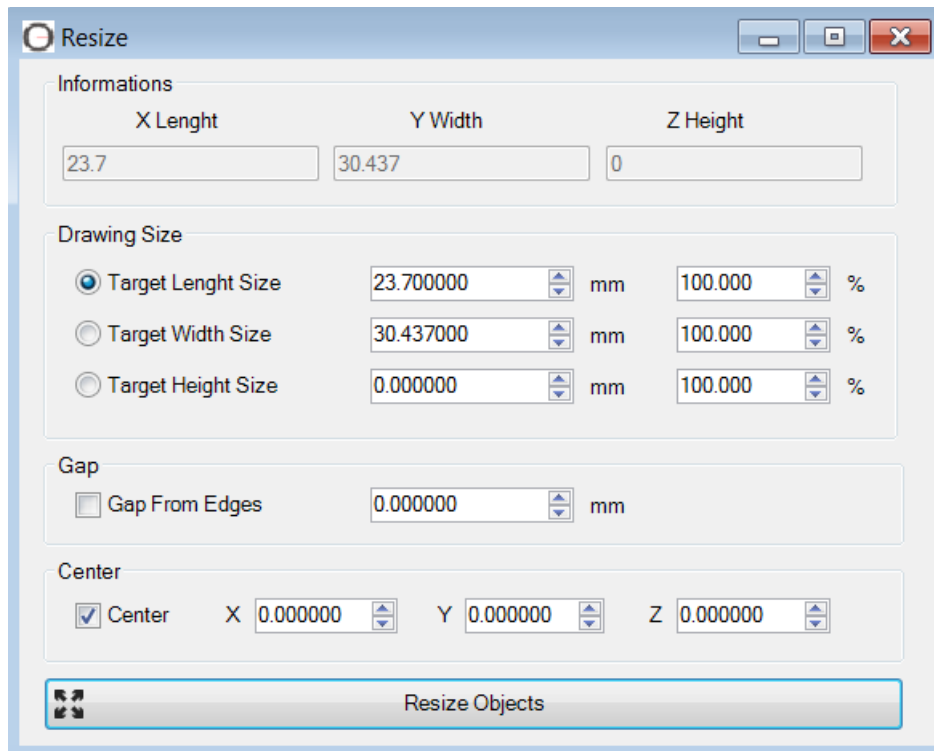 Resize
Informations
X Lenght Y Width Z Height
23.7 30.437 0
Drawing Size
Target Lenght Size 23.700000 mm 100.000 %
Target Width Size 30.437000 mm 100.000 %
Target Height Size 0.000000 mm 100.000 %
Gap
Gap From Edges 0.000000 mm
Center
Center X 0.000000 Y 0.000000 Z 0.000000
Resize Objects